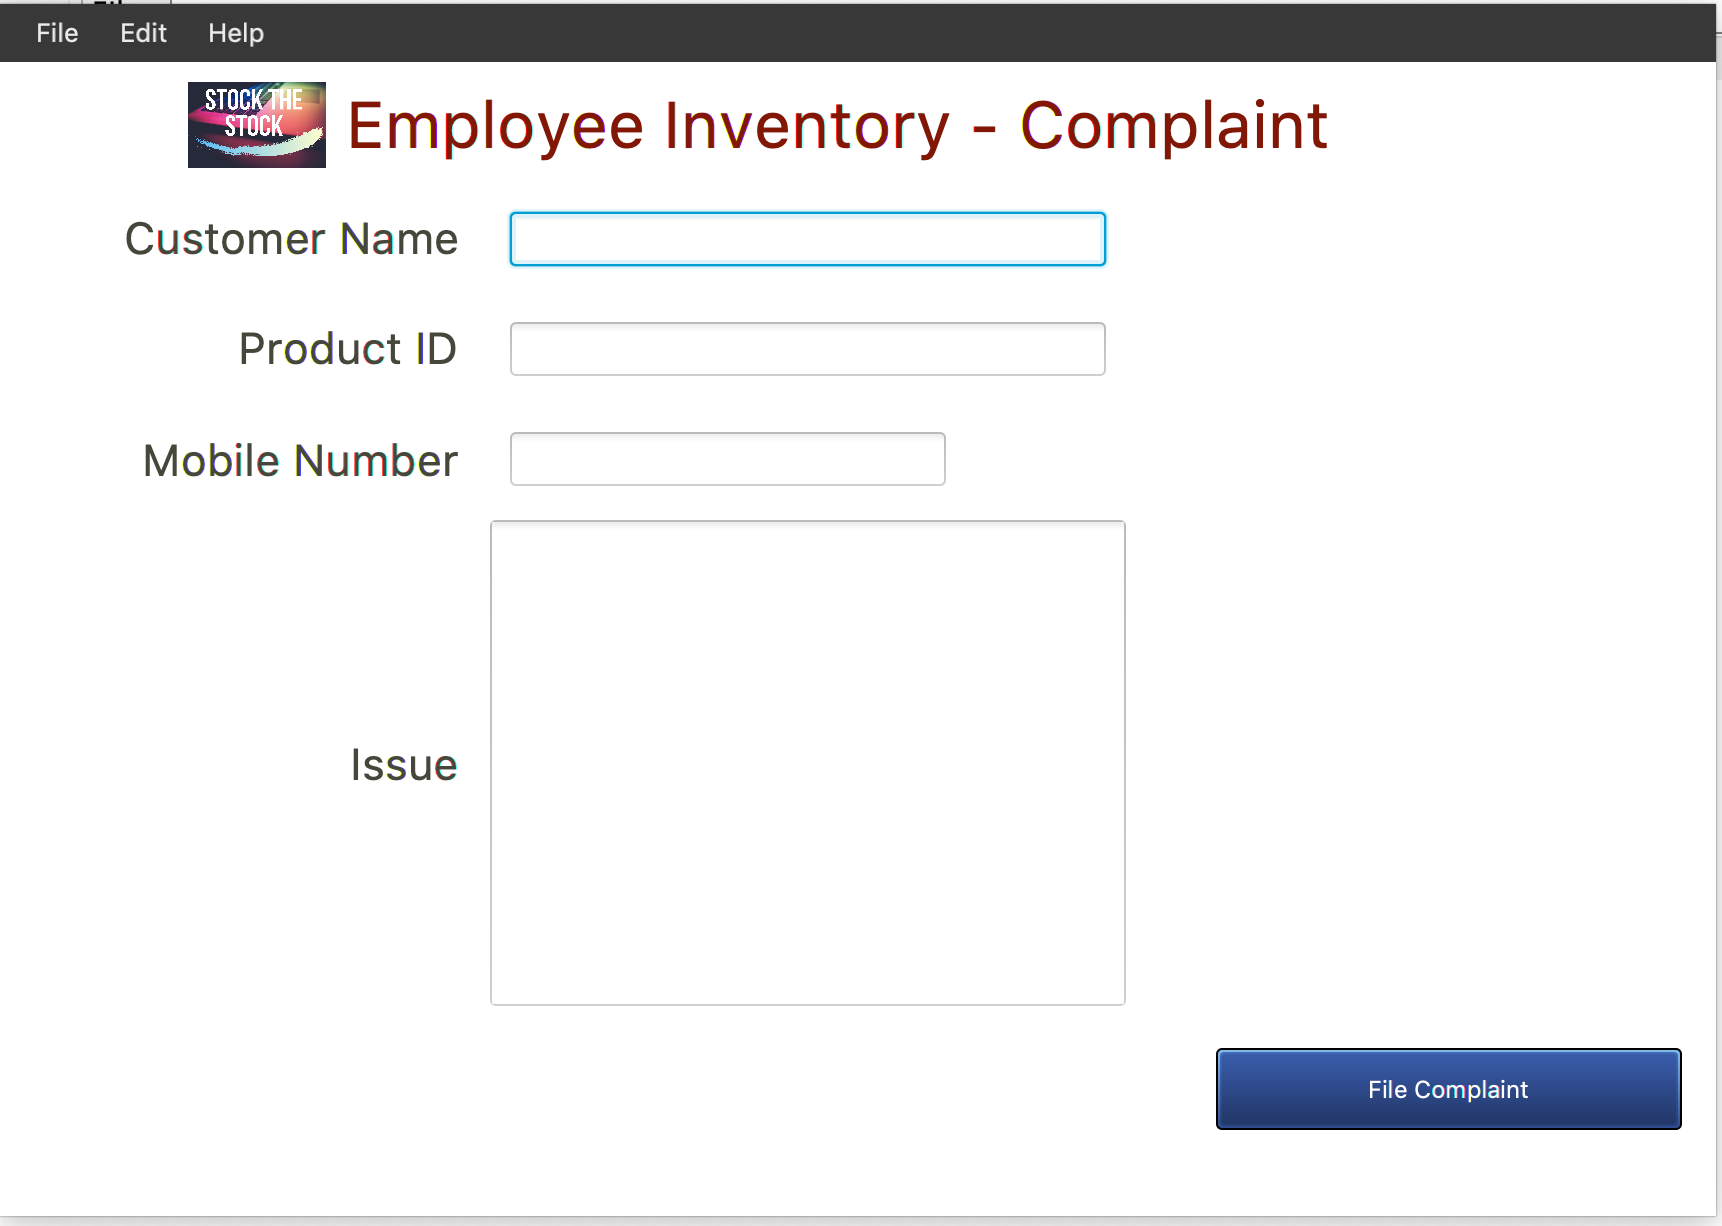 File Edit Help
STOCK THE
STOCK
Employee Inventory - Complaint
Customer Name
Product ID
Mobile Number
Issue
File Complaint